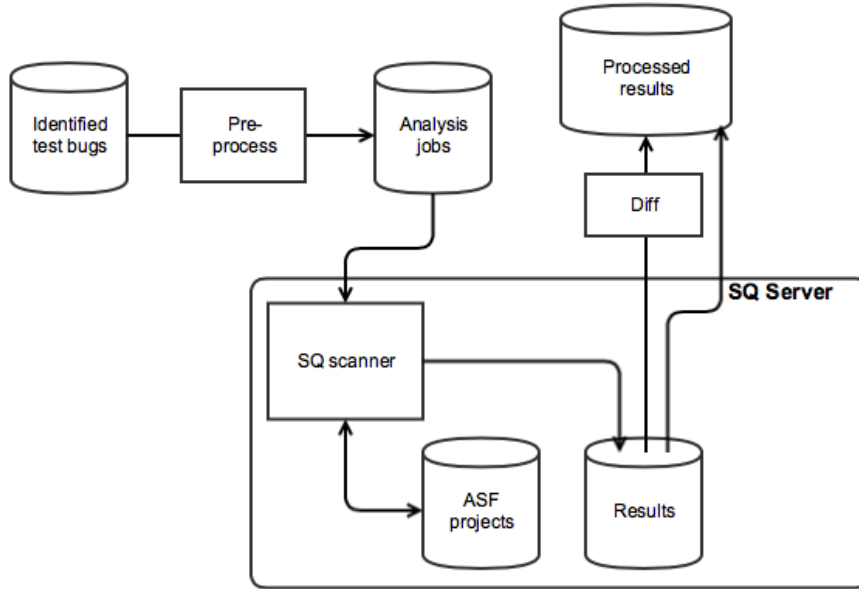 Processed
results
Identified
test bugs
Pre-
process
Analysis
jobs
Diff
SQ Server
SQ scanner
ASF
projects
Results